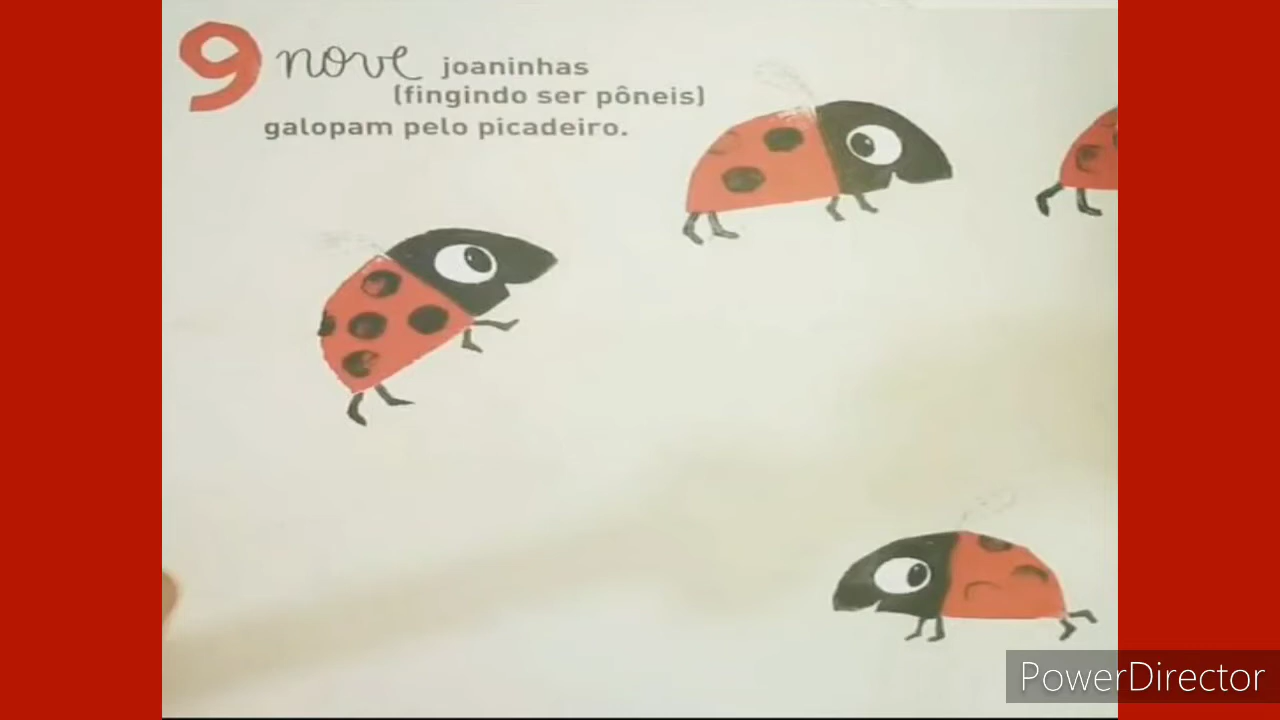 9 nove joaninhas
(fingindo ser pôneis)
galopam pelo picadeiro.
PowerDirector